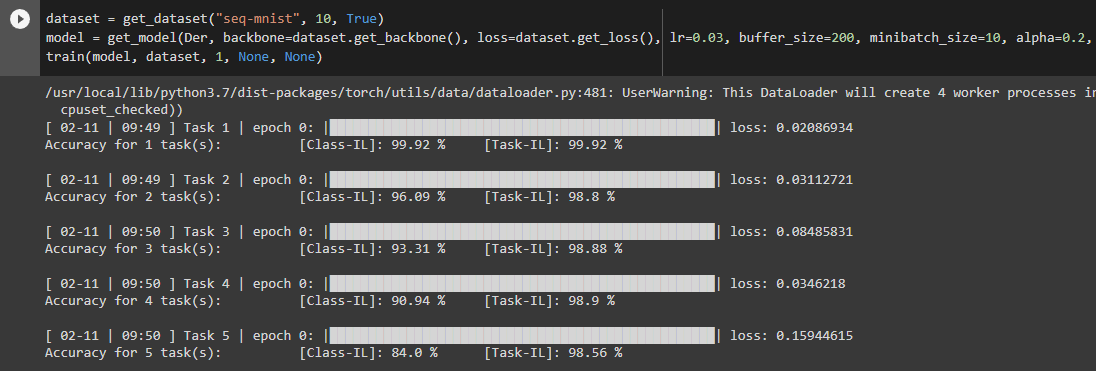 dataset = get_dataset("seq-mnist", 10, True)
model = get_model(Der, backbone=dataset.get_backbone(), loss=dataset.get_loss(), lr=0.03, buffer_size=200, minibatch_size=10, alpha=0.2,
train(model, dataset, 1, None, None)
/usr/local/lib/python3.7/dist-packages/torch/utils/data/dataloader.py:481: UserWarning: This DataLoader will create 4 worker processes in
cpuset_checked))
[ 02-11 | 09:49 ] Task 1 | epoch 0: | | loss: 0.02086934
Accuracy for 1 task(s): [Class-IL]: 99.92 % [Task-IL]: 99.92 %
[ 02-11 | 09:49 ] Task 2 | epoch 0: | | loss: 0.03112721
Accuracy for 2 task(s): [Class-IL]: 96.09 % [Task-IL]: 98.8 %
[ 02-11 | 09:50 ] Task 3 | epoch 0: | | loss: 0.08485831
Accuracy for 3 task(s): [Class-IL]: 93.31 % [Task-IL]: 98.88 %
[ 02-11 | 09:50 ] Task 4 | epoch 0: | | loss: 0.0346218
Accuracy for 4 task(s): [Class-IL]: 90.94 % [Task-IL]: 98.9 %
[ 02-11 | 09:50 ] Task 5 | epoch 0: | | loss: 0.15944615
Accuracy for 5 task(s): [Class-IL]: 84.0 % [Task-IL]: 98.56 %